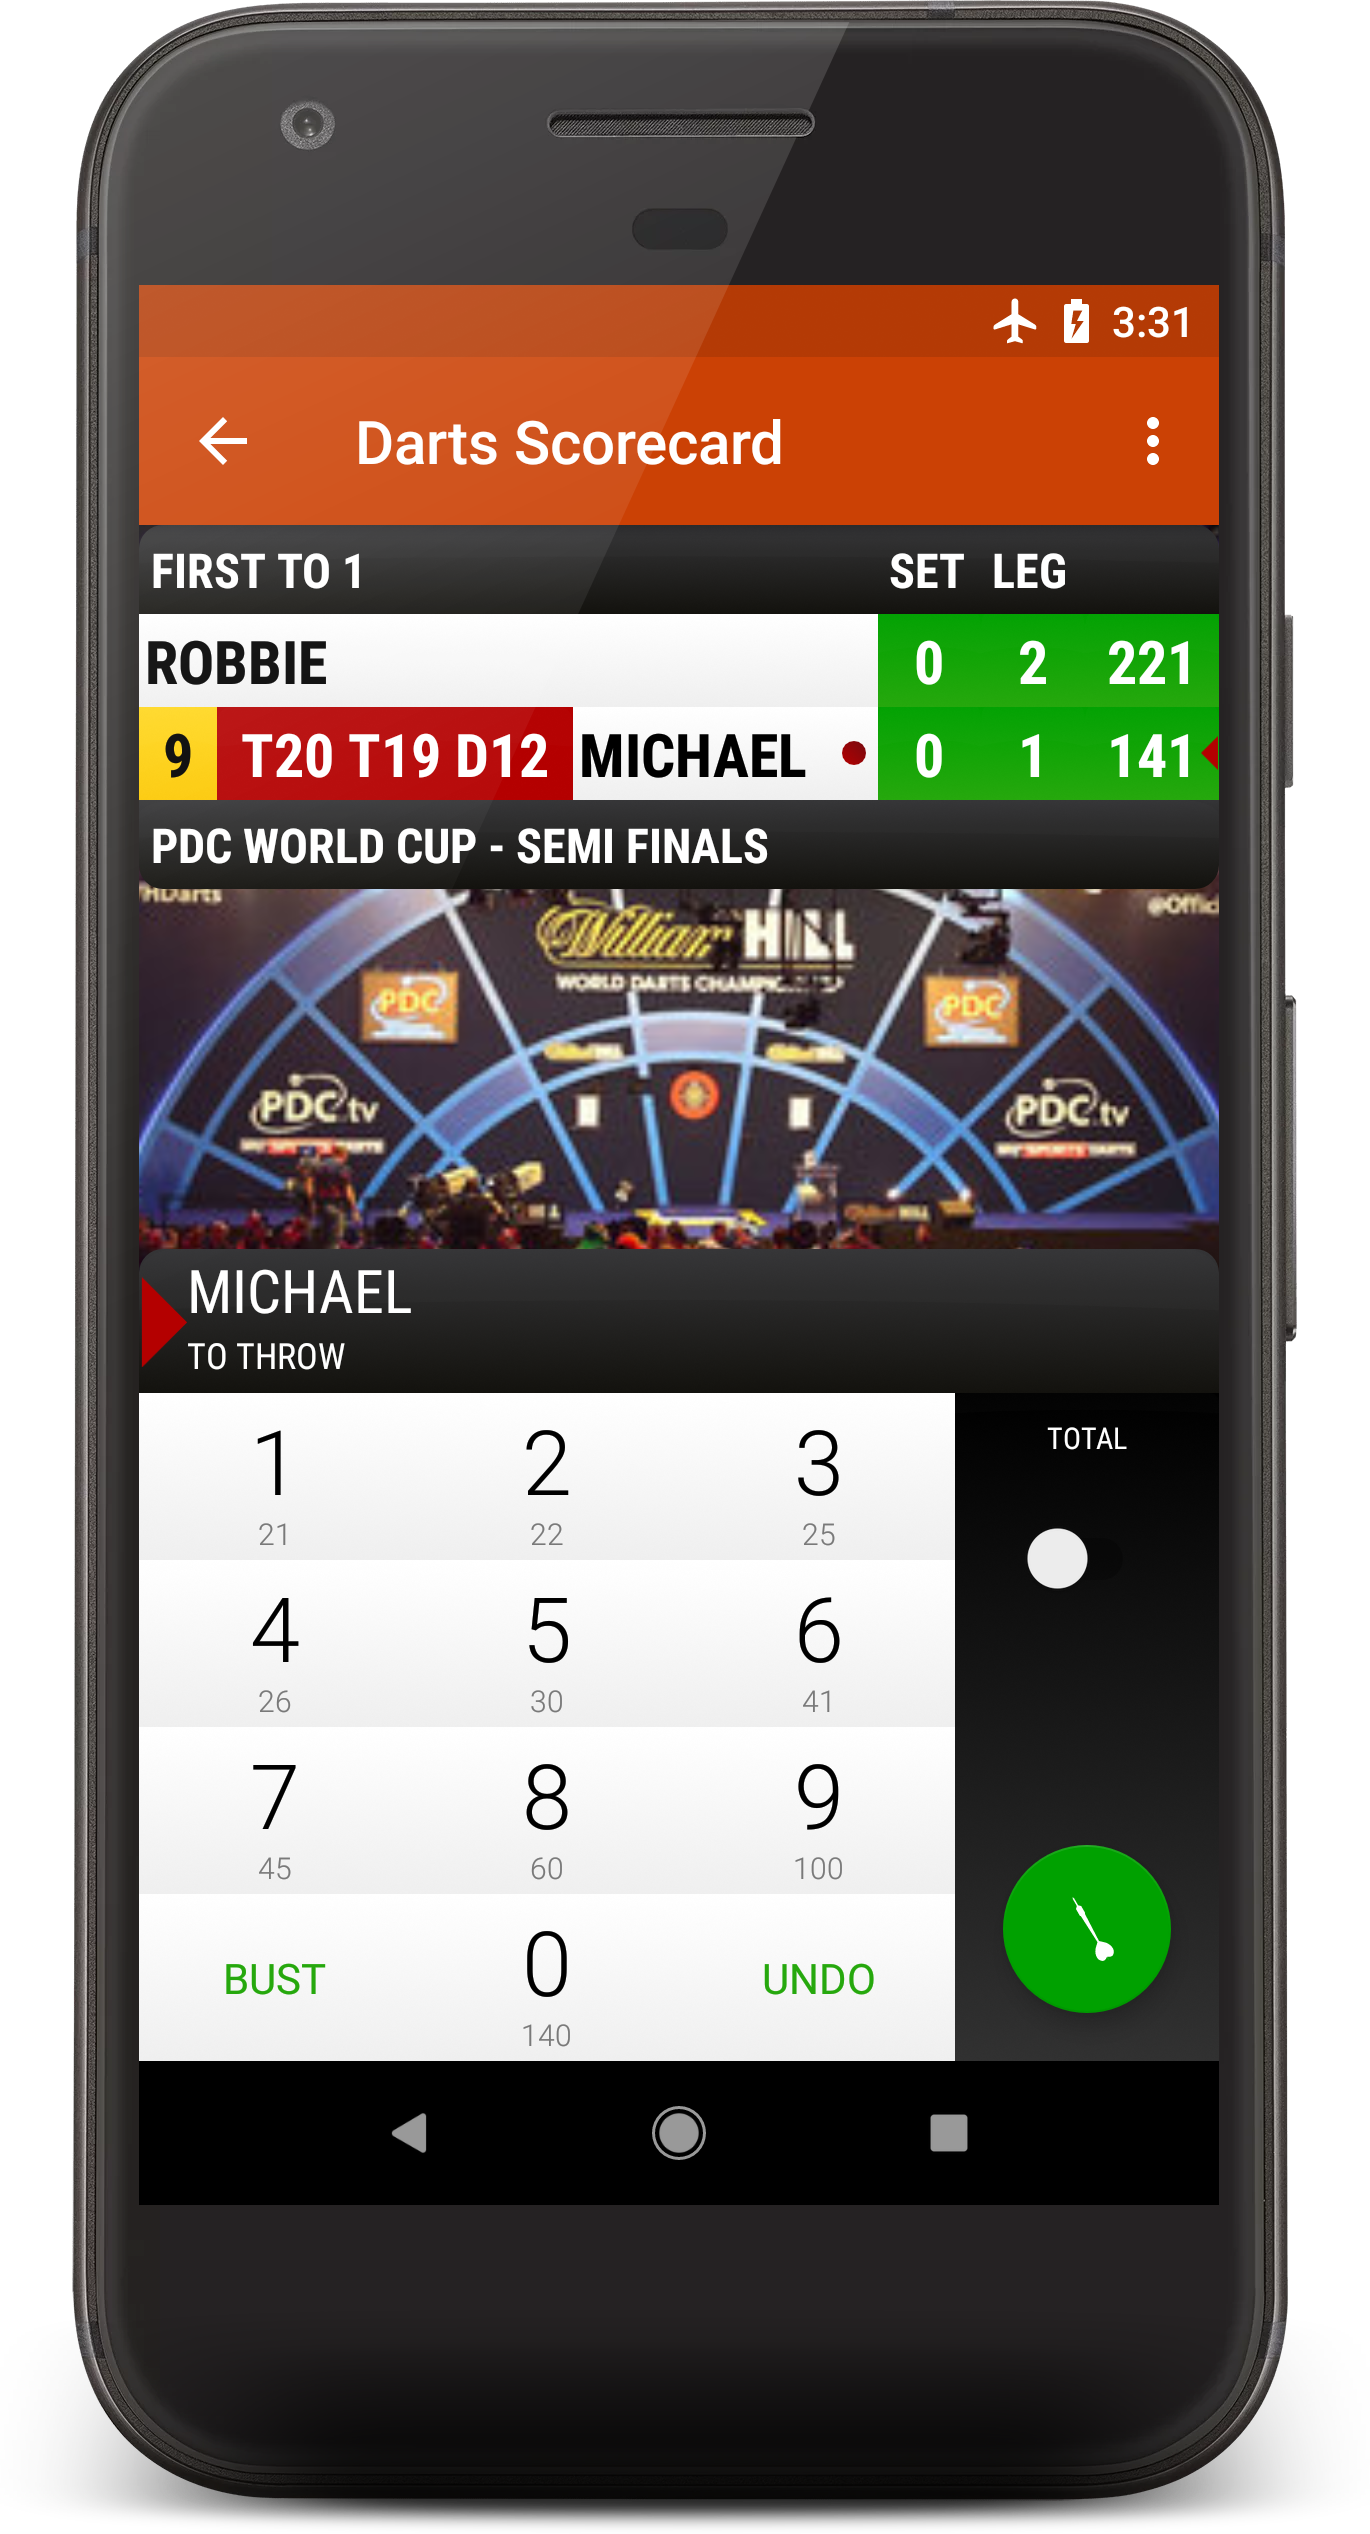 3:31
Darts Scorecard
FIRST TO 1 SET LEG
ROBBIE 0 2 221
9 T20 T19 D12 MICHAEL 0 1 141
PDC WORLD CUP - SEMI FINALS
HDarts @Offic
William HILL
WORLD DARTS
PDC PDC
PDC.tv PDC.tv
MICHAEL
TO THROW
1 2 3 TOTAL
21 22 25
4 5 6
26 30 41
7 8 9
45 60 100
BUST 0 UNDO
140